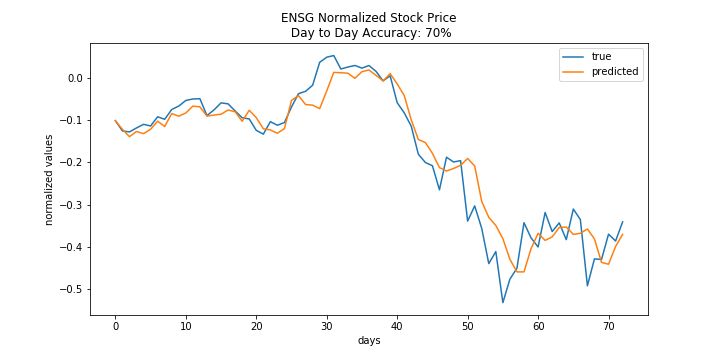 ENSG Normalized Stock Price
Day to Day Accuracy: 70%
true
predicted
normalized values
0.0
−0.1
−0.2
−0.3
−0.4
−0.5
0 10 20 30 40 50 60 70
days